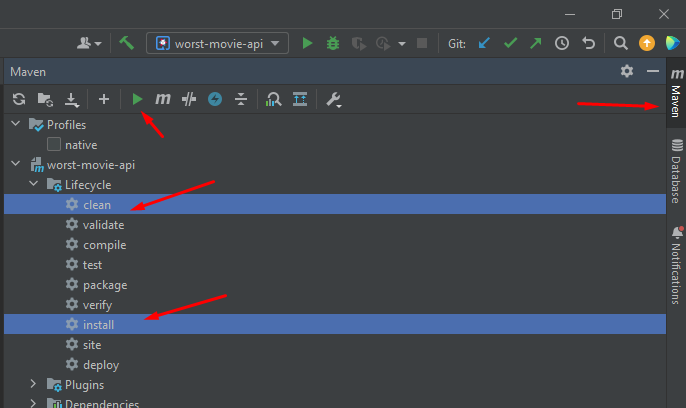 worst-movie-api
Git:
Maven
m
Profiles
native
worst-movie-api
Lifecycle
clean
validate
compile
test
package
verify
install
site
deploy
Plugins
Dependencies
m
Maven
Database
Notifications